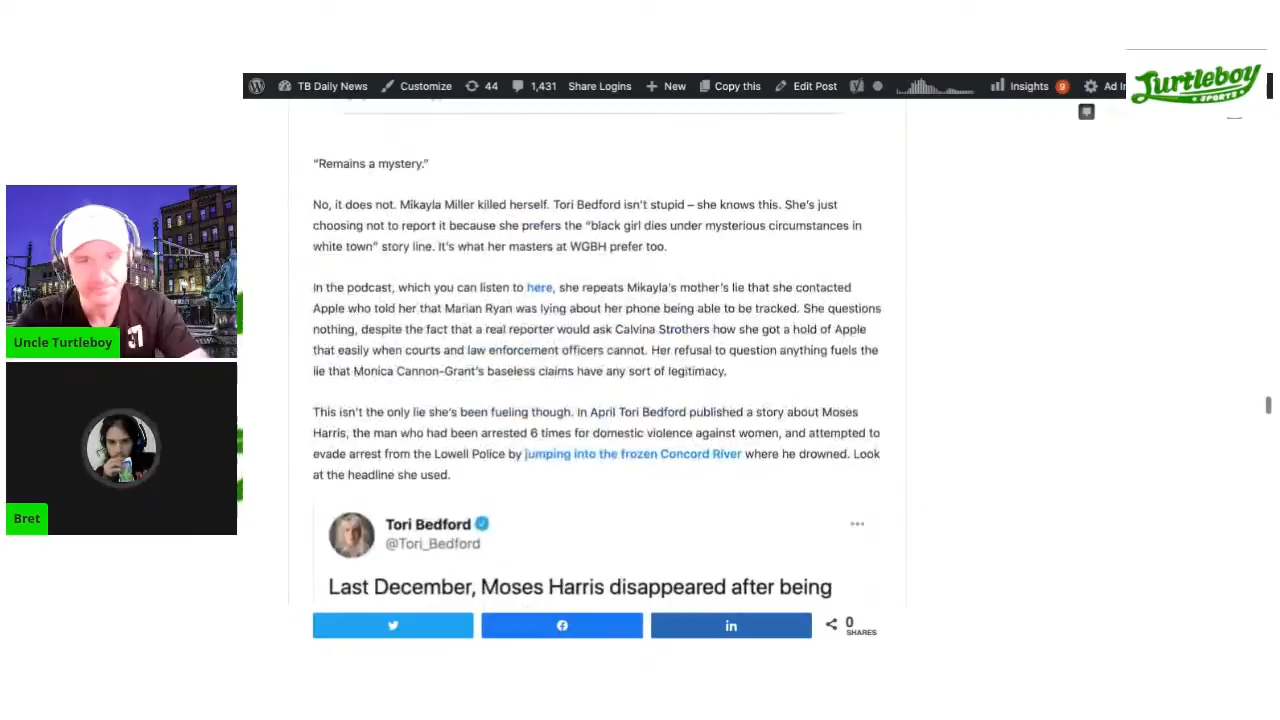 TB Daily News Customize 44 1,431 Share Logins New Copy this Edit Post Insights 9 Ad In
Turtleboy
SPORTS
"Remains a mystery."
No, it does not. Mikayla Miller killed herself. Tori Bedford isn't stupid – she knows this. She's just
choosing not to report it because she prefers the "black girl dies under mysterious circumstances in
white town" story line. It's what her masters at WGBH prefer too.
In the podcast, which you can listen to here, she repeats Mikayla's mother's lie that she contacted
Apple who told her that Marian Ryan was lying about her phone being able to be tracked. She questions
nothing, despite the fact that a real reporter would ask Calvina Strothers how she got a hold of Apple
that easily when courts and law enforcement officers cannot. Her refusal to question anything fuels the
lie that Monica Cannon-Grant's baseless claims have any sort of legitimacy.
This isn't the only lie she's been fueling though. In April Tori Bedford published a story about Moses
Harris, the man who had been arrested 6 times for domestic violence against women, and attempted to
evade arrest from the Lowell Police by jumping into the frozen Concord River where he drowned. Look
at the headline she used.
Tori Bedford
@Tori_Bedford
Last December, Moses Harris disappeared after being
0
SHARES
Uncle Turtleboy
Bret